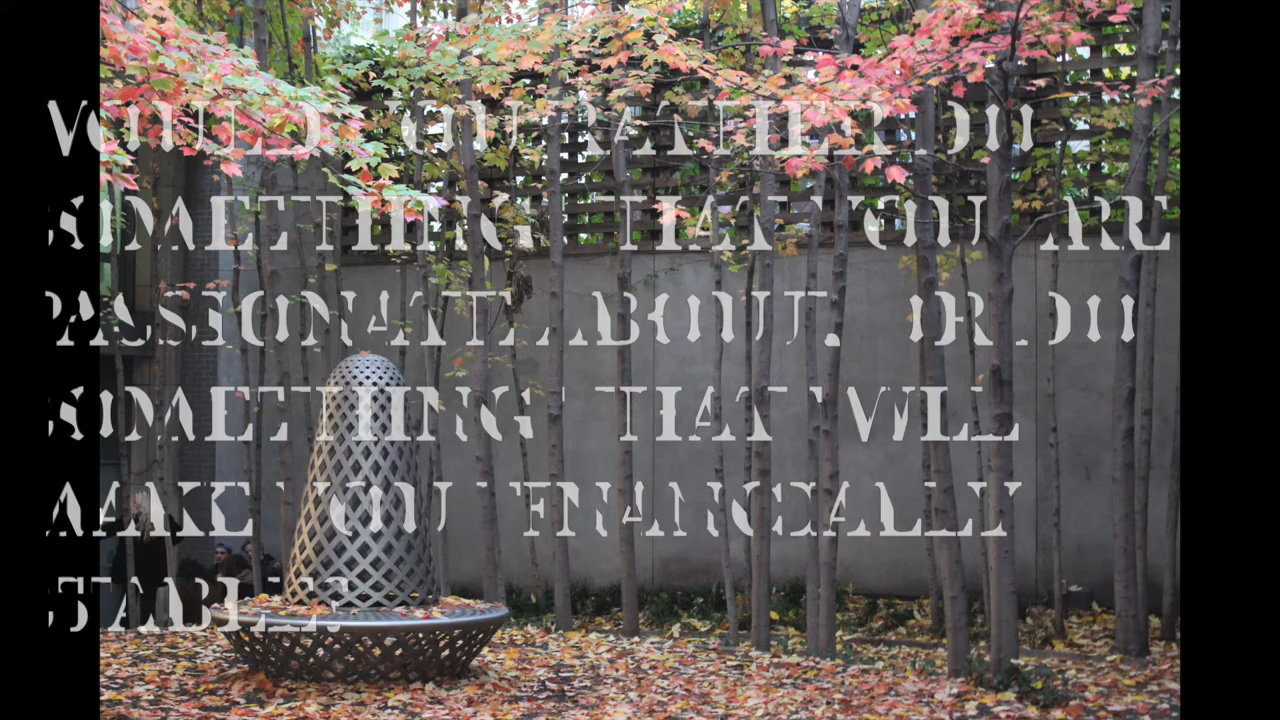 WOULD YOU RATHER DO
SOMETHING THAT YOU ARE
PASSIONATE ABOUT, OR DO
SOMETHING THAT WILL
MAKE YOU FINANCIALLY
STABLE?